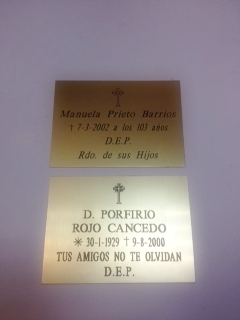 Manuela Prieto Barrios
† 7-3-2002 a los 103 años
D.E.P.
Rdo. de sus Hijos
D. PORFIRIO
ROJO CANCEDO
✳ 30-1-1929 † 9-8-2000
TUS AMIGOS NO TE OLVIDAN
D.E.P.